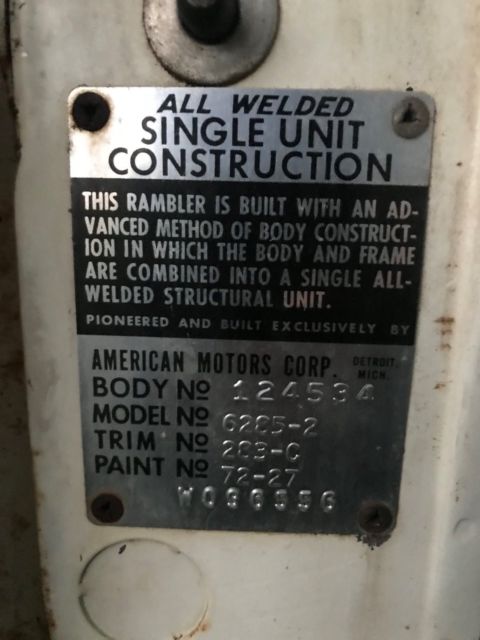 ALL WELDED
SINGLE UNIT
CONSTRUCTION
THIS RAMBLER IS BUILT WITH AN AD-
VANCED METHOD OF BODY CONSTRUCT-
ION IN WHICH THE BODY AND FRAME
ARE COMBINED INTO A SINGLE ALL-
WELDED STRUCTURAL UNIT.
PIONEERED AND BUILT EXCLUSIVELY BY
AMERICAN MOTORS CORP. DETROIT, MICH.
BODY No 124534
MODEL No 6285-2
TRIM No
PAINT No 72-27